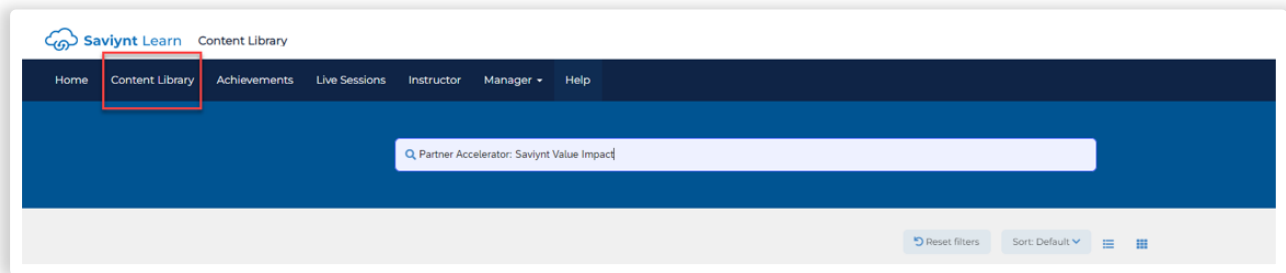 Saviynt Learn Content Library
Home Content Library Achievements Live Sessions Instructor Manager Help
Partner Accelerator: Saviynt Value Impact
Reset filters Sort: Default